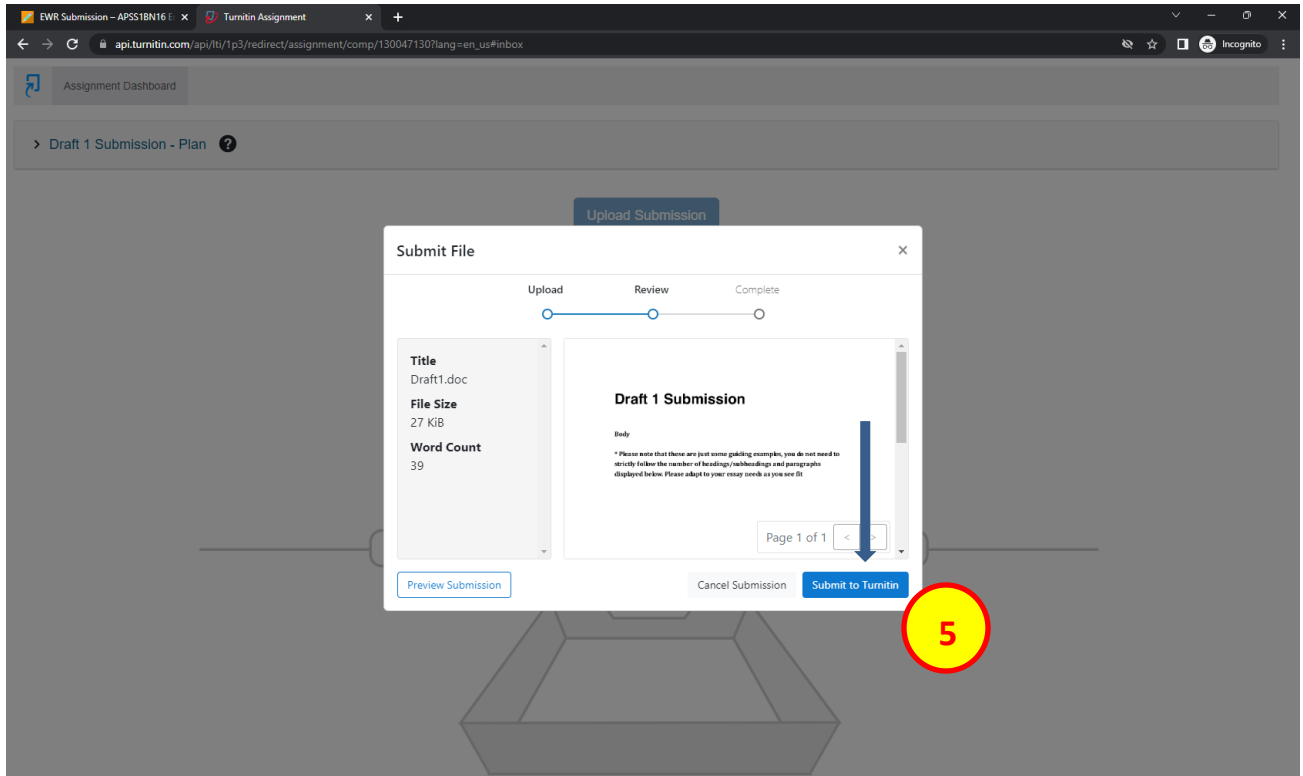 EWR Submission – APSS1BN16 E
Turnitin Assignment
api.turnitin.com/api/lti/1p3/redirect/assignment/comp/130047130?lang=en_us#inbox
Incognito
Assignment Dashboard
Draft 1 Submission - Plan ?
Upload Submission
Submit File
Upload Review Complete
Title
Draft1.doc
File Size
27 KiB
Word Count
39
Draft 1 Submission
Body
* Please note that these are just some guiding examples, you do not need to
strictly follow the number of headings/subheadings and paragraphs
displayed below. Please adapt to your essay needs as you see fit
Page 1 of 1 < >
Preview Submission
Cancel Submission
Submit to Turnitin
5